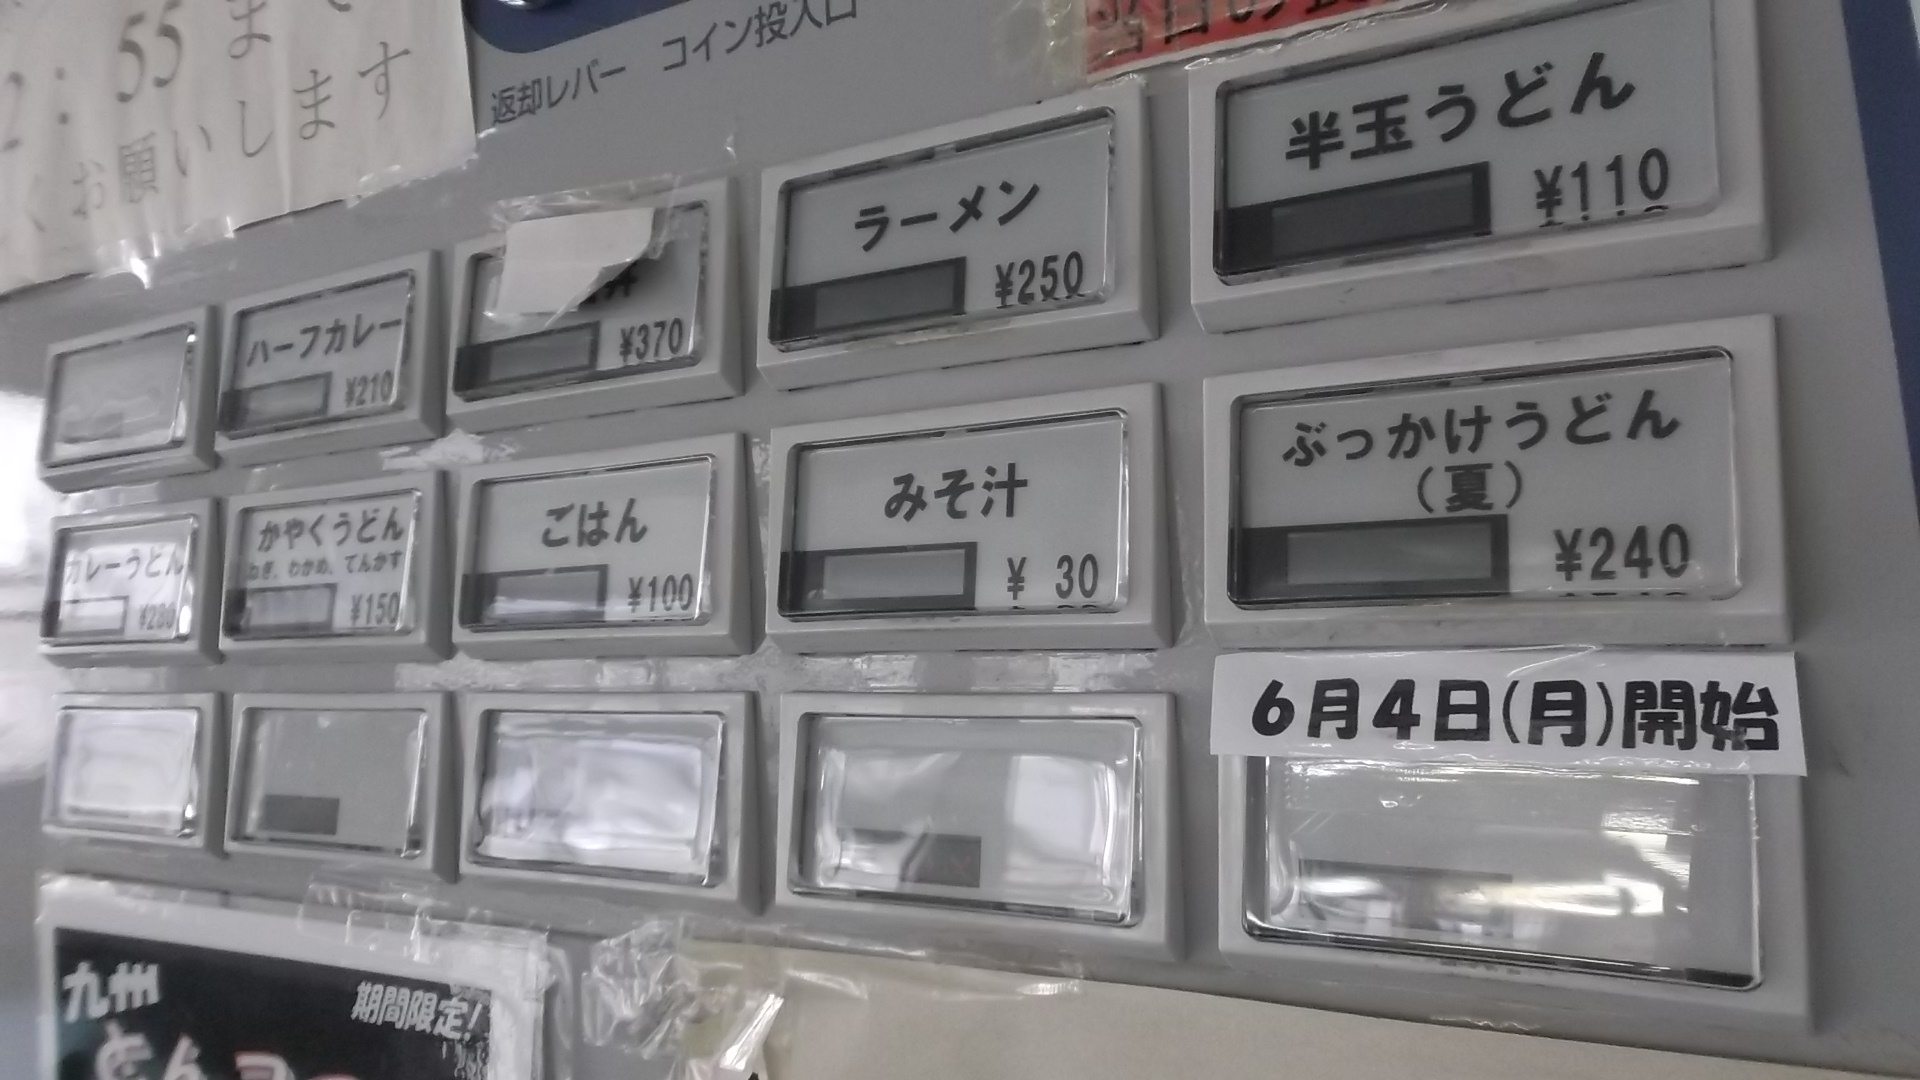 55まで
お願いします
返却レバー コイン投入口
ハーフカレー
¥210
丼
¥370
ラーメン
¥250
半玉うどん
¥110
カレーうどん
¥280
かやくうどん
ねぎ、わかめ、てんかす
¥150
ごはん
¥100
みそ汁
¥ 30
ぶっかけうどん
(夏)
¥240
6月4日(月)開始
九州
期間限定!